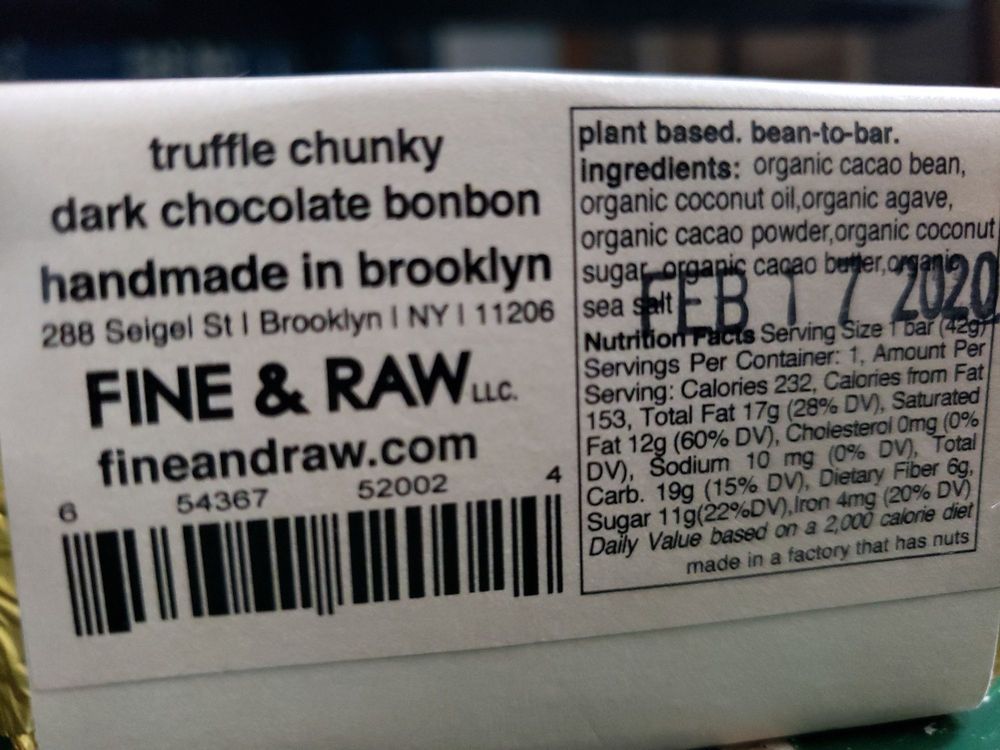 truffle chunky
dark chocolate bonbon
handmade in brooklyn
288 Seigel St | Brooklyn | NY | 11206
FINE & RAW LLC.
fineandraw.com
6 54367 52002 4
plant based. bean-to-bar.
ingredients: organic cacao bean,
organic coconut oil,organic agave,
organic cacao powder,organic coconut
sugar, organic cacao butter,organic
sea salt
FEB 17 2020
Nutrition Facts Serving Size 1 bar (42g)
Servings Per Container: 1, Amount Per
Serving: Calories 232, Calories from Fat
153, Total Fat 17g (28% DV), Saturated
Fat 12g (60% DV), Cholesterol 0mg (0%
DV), Sodium 10 mg (0% DV), Total
Carb. 19g (15% DV), Dietary Fiber 6g,
Sugar 11g(22%DV),Iron 4mg (20% DV)
Daily Value based on a 2,000 calorie diet
made in a factory that has nuts